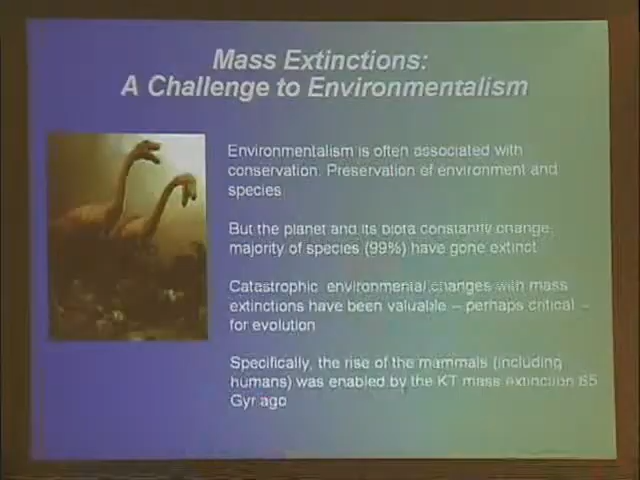 Mass Extinctions:
A Challenge to Environmentalism
Environmentalism is often associated with
conservation. Preservation of environment and
species
But the planet and its biota constantly change,
majority of species (99%) have gone extinct
Catastrophic environmental changes with mass
extinctions have been valuable – perhaps critical –
for evolution
Specifically, the rise of the mammals (including
humans) was enabled by the KT mass extinction 65
Gyr ago